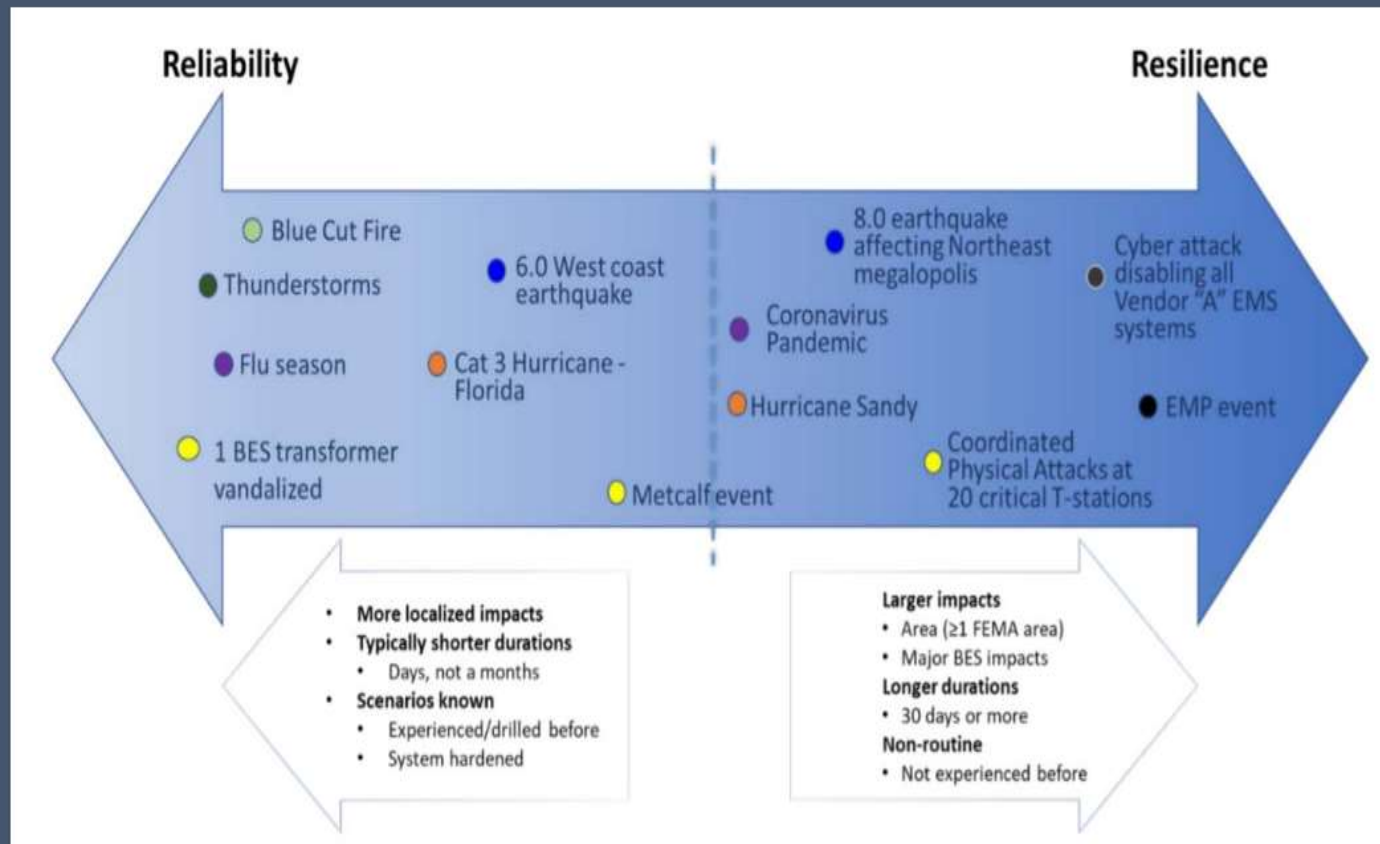 Reliability
Resilience
Blue Cut Fire
Thunderstorms
Flu season
1 BES transformer
vandalized
6.0 West coast
earthquake
Cat 3 Hurricane -
Florida
Metcalf event
8.0 earthquake
affecting Northeast
megalopolis
Coronavirus
Pandemic
Hurricane Sandy
Coordinated
Physical Attacks at
20 critical T-stations
Cyber attack
disabling all
Vendor "A" EMS
systems
EMP event
• More localized impacts
• Typically shorter durations
• Days, not a months
• Scenarios known
• Experienced/drilled before
• System hardened
Larger impacts
• Area (≥1 FEMA area)
• Major BES impacts
Longer durations
• 30 days or more
Non-routine
• Not experienced before